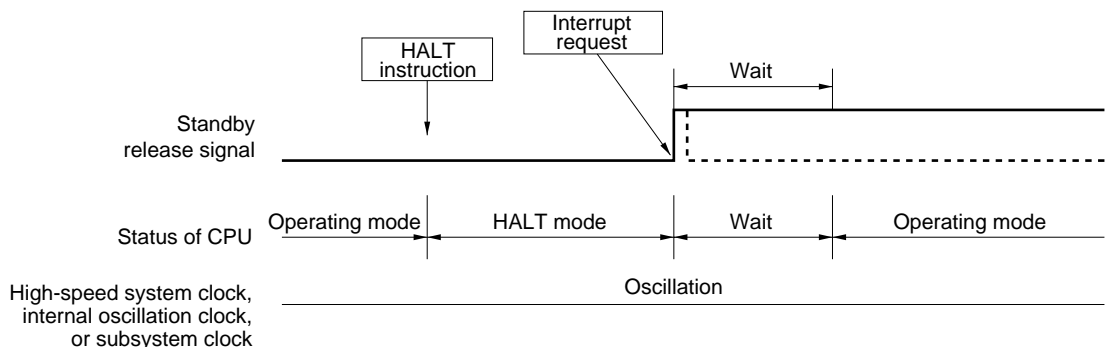 Interrupt
request
HALT
instruction
Wait
Standby
release signal
Status of CPU
Operating mode
HALT mode
Wait
Operating mode
High-speed system clock,
internal oscillation clock,
or subsystem clock
Oscillation